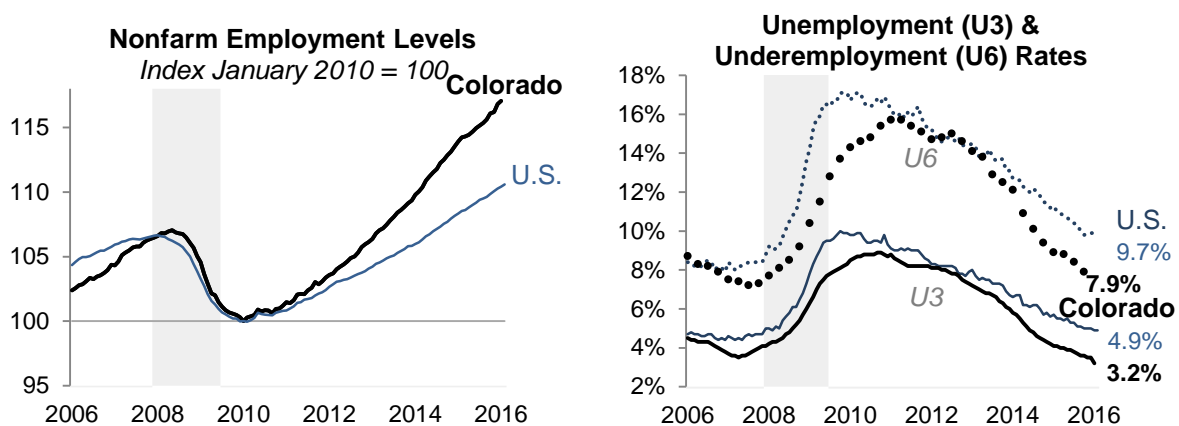 Nonfarm Employment Levels
Index January 2010 = 100
Colorado
115
U.S.
110
105
100
95
2006 2008 2010 2012 2014 2016
Unemployment (U3) &
Underemployment (U6) Rates
18%
16%
14%
U6
12%
10%
U.S.
9.7%
8%
7.9%
U3
Colorado
6%
4.9%
4%
3.2%
2%
2006 2008 2010 2012 2014 2016